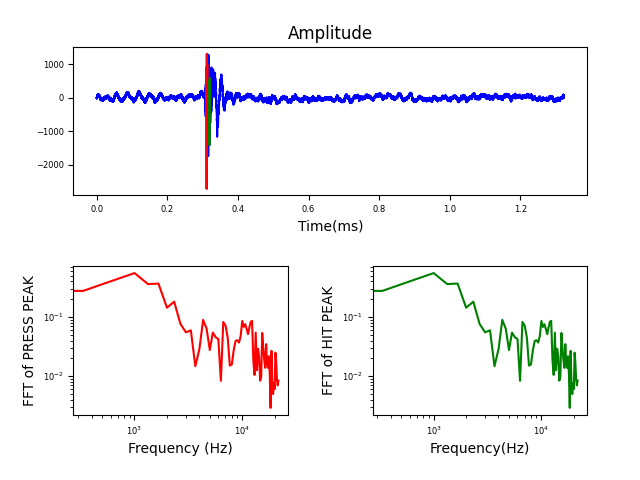 Amplitude
1000
0
−1000
−2000
0.0 0.2 0.4 0.6 0.8 1.0 1.2
Time(ms)
FFT of PRESS PEAK
10⁻¹
10⁻²
10³ 10⁴
Frequency (Hz)
FFT of HIT PEAK
10⁻¹
10⁻²
10³ 10⁴
Frequency(Hz)